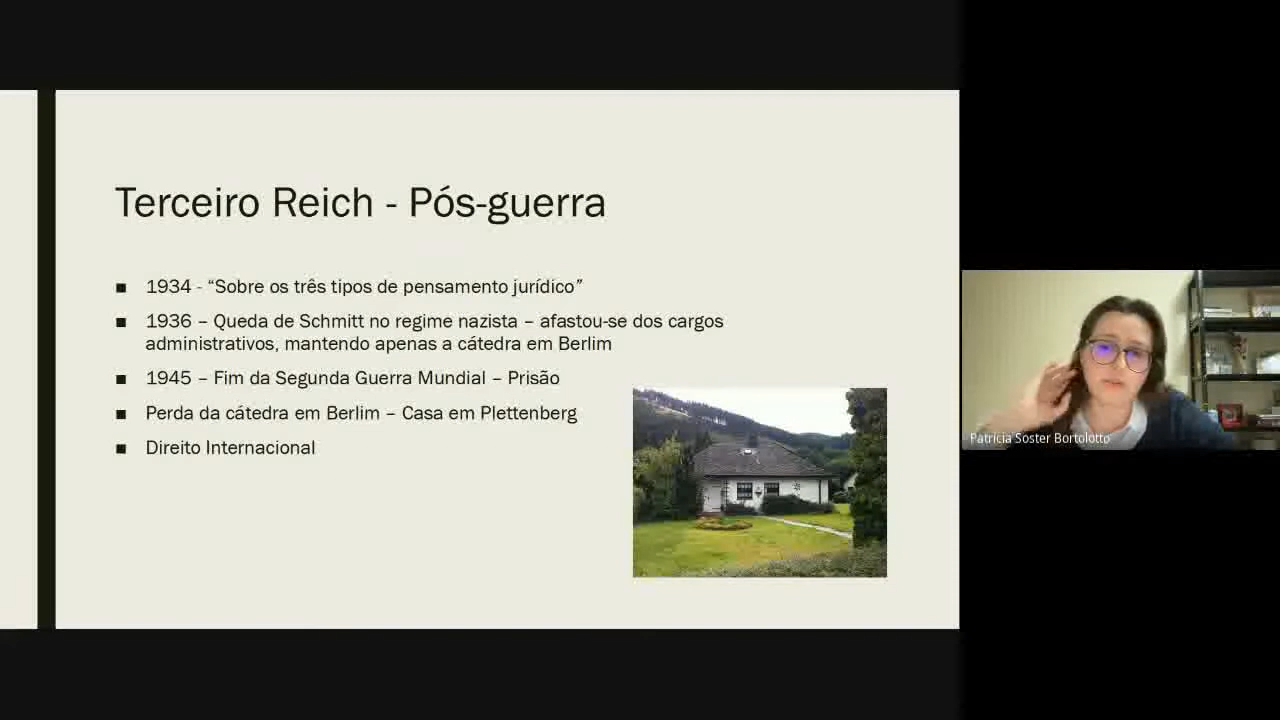 Terceiro Reich - Pós-guerra
■ 1934 - “Sobre os três tipos de pensamento jurídico”
■ 1936 – Queda de Schmitt no regime nazista – afastou-se dos cargos
administrativos, mantendo apenas a cátedra em Berlim
■ 1945 – Fim da Segunda Guerra Mundial – Prisão
■ Perda da cátedra em Berlim – Casa em Plettenberg
■ Direito Internacional
Patrícia Soster Bortolotto